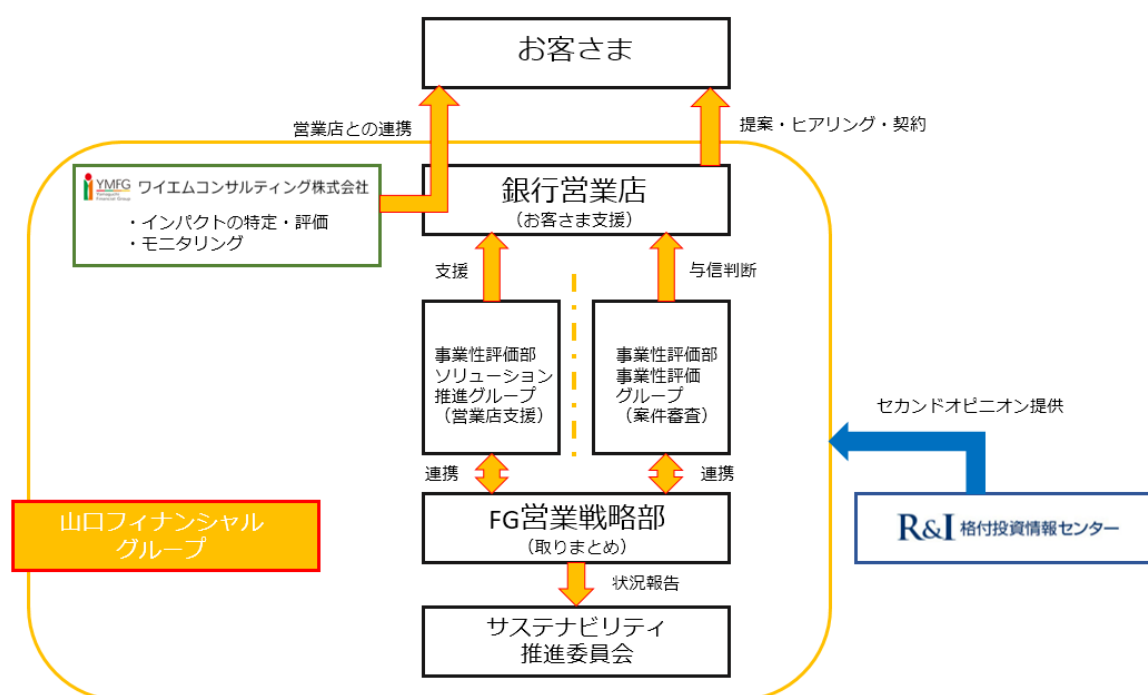 お客さま
営業店との連携
提案・ヒアリング・契約
YMFG
Yamaguchi
Financial Group
ワイエムコンサルティング株式会社
・インパクトの特定・評価
・モニタリング
銀行営業店
（お客さま支援）
支援
与信判断
事業性評価部
ソリューション
推進グループ
（営業店支援）
事業性評価部
事業性評価
グループ
（案件審査）
セカンドオピニオン提供
連携
連携
山口フィナンシャル
グループ
FG営業戦略部
（取りまとめ）
R&I 格付投資情報センター
状況報告
サステナビリティ
推進委員会